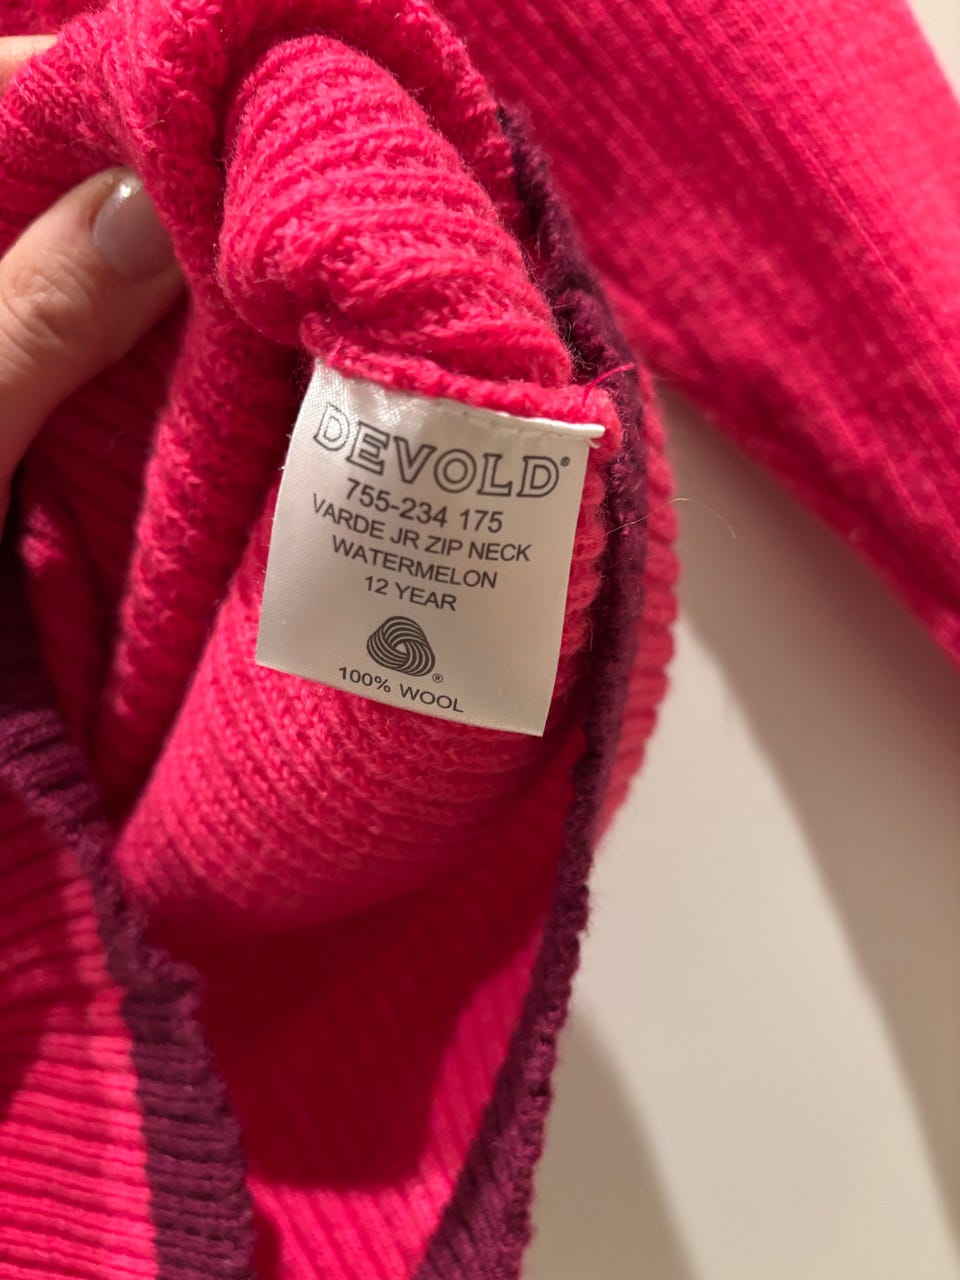 DEVOLD®
755-234 175
VARDE JR ZIP NECK
WATERMELON
12 YEAR
®
100% WOOL